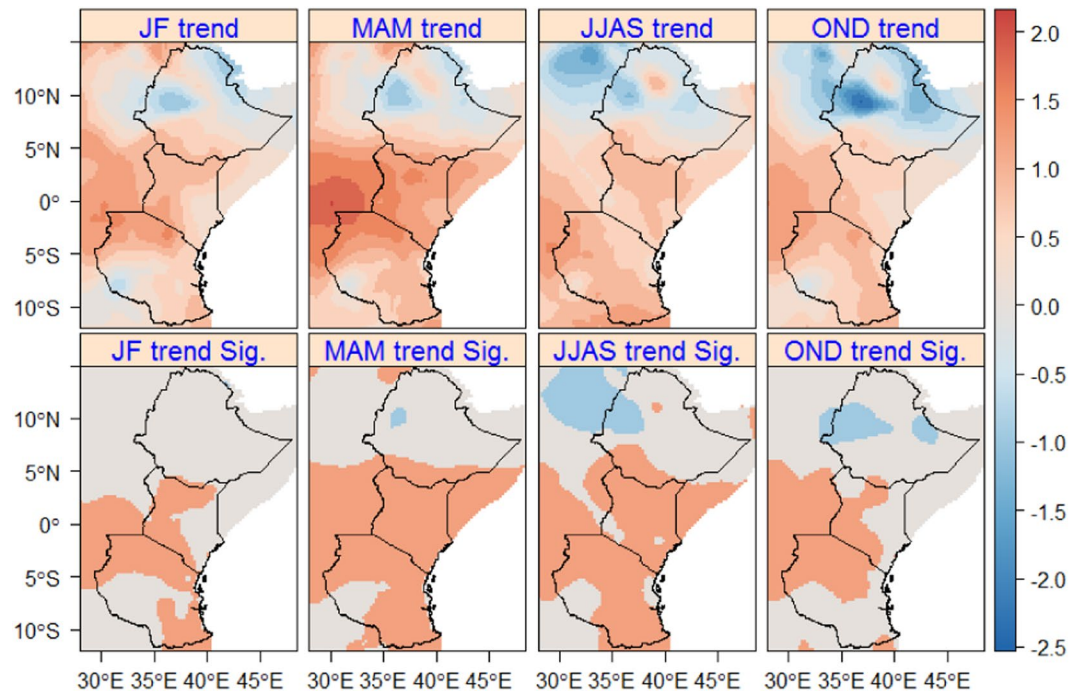 JF trend MAM trend JJAS trend OND trend
2.0
1.5
1.0
0.5
0.0
-0.5
-1.0
-1.5
-2.0
-2.5
10°N
5°N
0°
5°S
10°S
JF trend Sig. MAM trend Sig. JJAS trend Sig. OND trend Sig.
10°N
5°N
0°
5°S
10°S
30°E 35°E 40°E 45°E 30°E 35°E 40°E 45°E 30°E 35°E 40°E 45°E 30°E 35°E 40°E 45°E